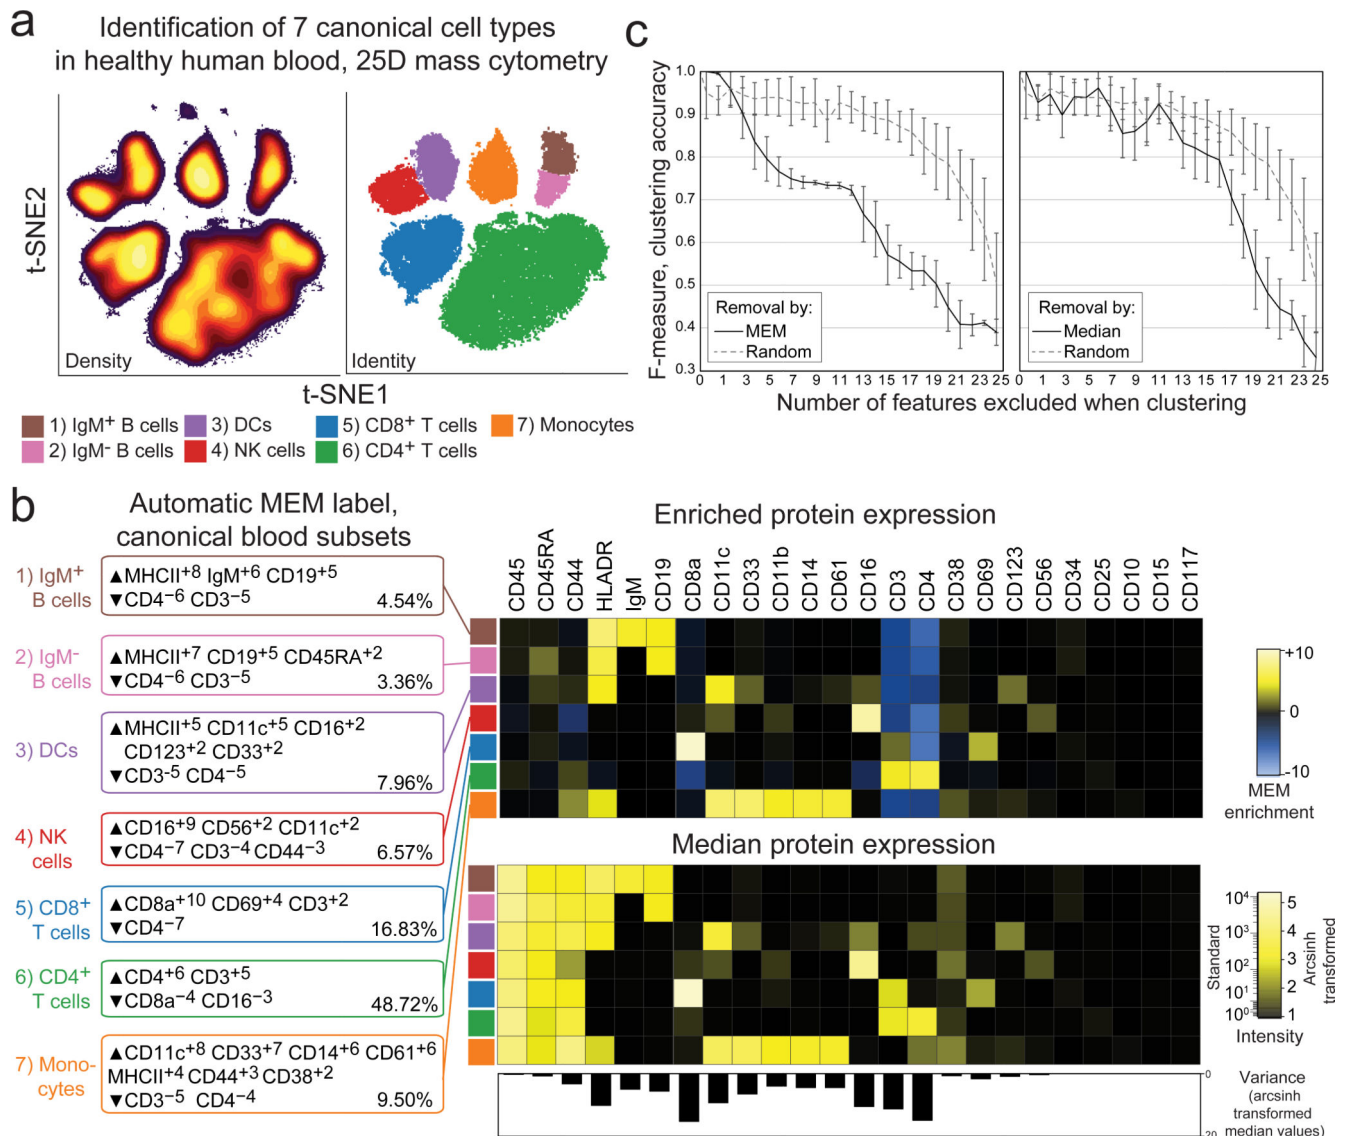 a
Identification of 7 canonical cell types
in healthy human blood, 25D mass cytometry
t-SNE2
Density
Identity
t-SNE1
1) IgM+ B cells
3) DCs
5) CD8+ T cells
7) Monocytes
2) IgM- B cells
4) NK cells
6) CD4+ T cells
c
F-measure, clustering accuracy
1.0
0.9
0.8
0.7
0.6
0.5
0.4
0.3
Removal by:
MEM
Random
0 1 3 5 7 9 11 13 15 17 19 21 23 25
Removal by:
Median
Random
0 1 3 5 7 9 11 13 15 17 19 21 23 25
Number of features excluded when clustering
b
Automatic MEM label,
canonical blood subsets
1) IgM+
B cells
▲MHCII+8 IgM+6 CD19+5
▼CD4−6 CD3−5
4.54%
2) IgM-
B cells
▲MHCII+7 CD19+5 CD45RA+2
▼CD4−6 CD3−5
3.36%
3) DCs
▲MHCII+5 CD11c+5 CD16+2
CD123+2 CD33+2
▼CD3-5 CD4−5
7.96%
4) NK
cells
▲CD16+9 CD56+2 CD11c+2
▼CD4−7 CD3−4 CD44−3
6.57%
5) CD8+
T cells
▲CD8a+10 CD69+4 CD3+2
▼CD4−7
16.83%
6) CD4+
T cells
▲CD4+6 CD3+5
▼CD8a−4 CD16−3
48.72%
7) Mono-
cytes
▲CD11c+8 CD33+7 CD14+6 CD61+6
MHCII+4 CD44+3 CD38+2
▼CD3−5 CD4−4
9.50%
Enriched protein expression
CD45
CD45RA
CD44
HLADR
IgM
CD19
CD8a
CD11c
CD33
CD11b
CD14
CD61
CD16
CD3
CD4
CD38
CD69
CD123
CD56
CD34
CD25
CD10
CD15
CD117
+10
0
-10
MEM
enrichment
Median protein expression
Standard
10⁴
10³
10²
10¹
10⁰
5
4
3
2
1
Arcsinh
transformed
Intensity
0
20
Variance
(arcsinh
transformed
median values)